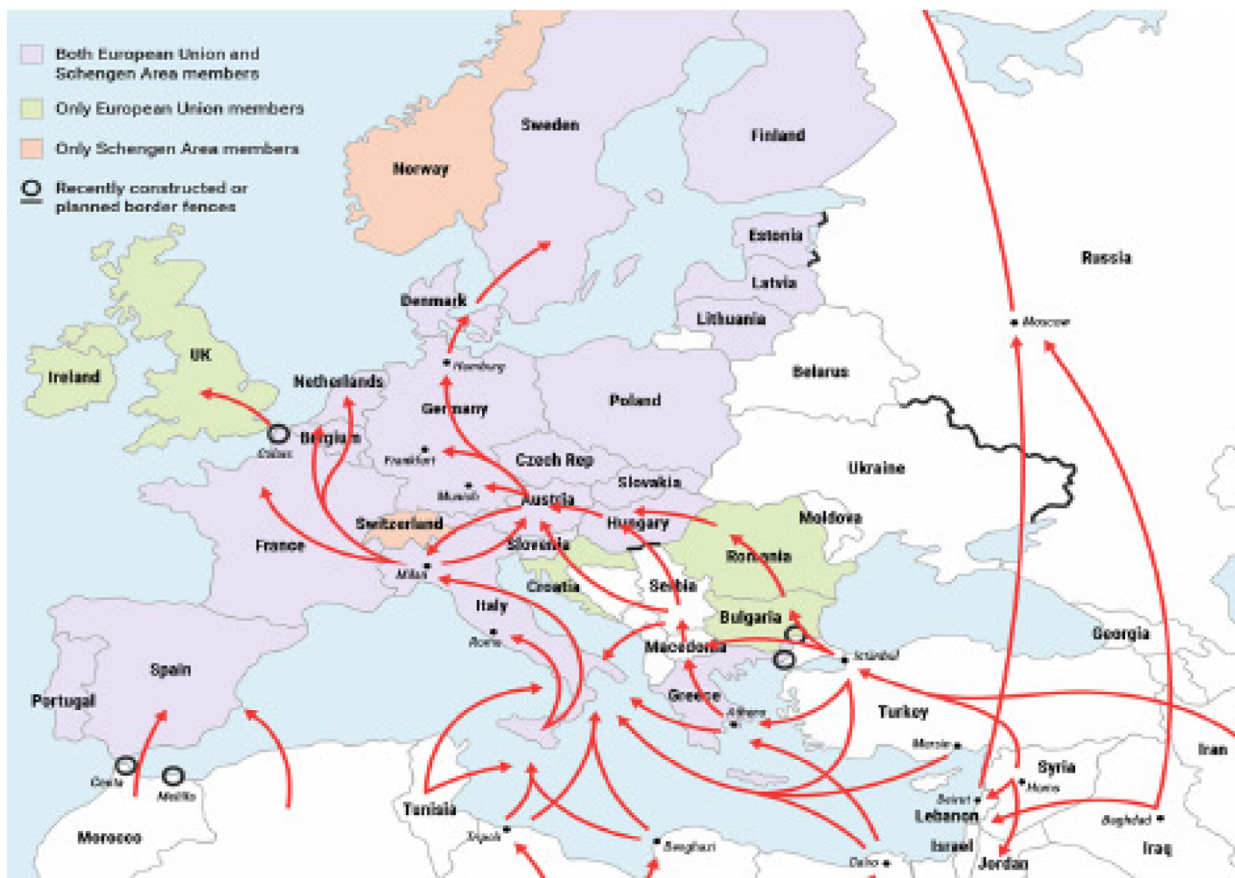 Both European Union and
Schengen Area members
Only European Union members
Only Schengen Area members
Recently constructed or
planned border fences
Sweden
Finland
Norway
Estonia
Russia
Latvia
Denmark
Lithuania
Moscow
UK
Ireland
Hamburg
Netherlands
Belarus
Germany
Poland
Belgium
Calais
Frankfurt
Czech Rep
Ukraine
Slovakia
Munich
Austria
Switzerland
Hungary
Moldova
France
Slovenia
Romania
Milan
Croatia
Serbia
Italy
Bulgaria
Georgia
Rome
Macedonia
Istanbul
Spain
Portugal
Greece
Athens
Turkey
Mersin
Iran
Syria
Ceuta
Melilla
Homs
Tunisia
Beirut
Lebanon
Baghdad
Morocco
Tripoli
Benghazi
Israel
Iraq
Cairo
Jordan